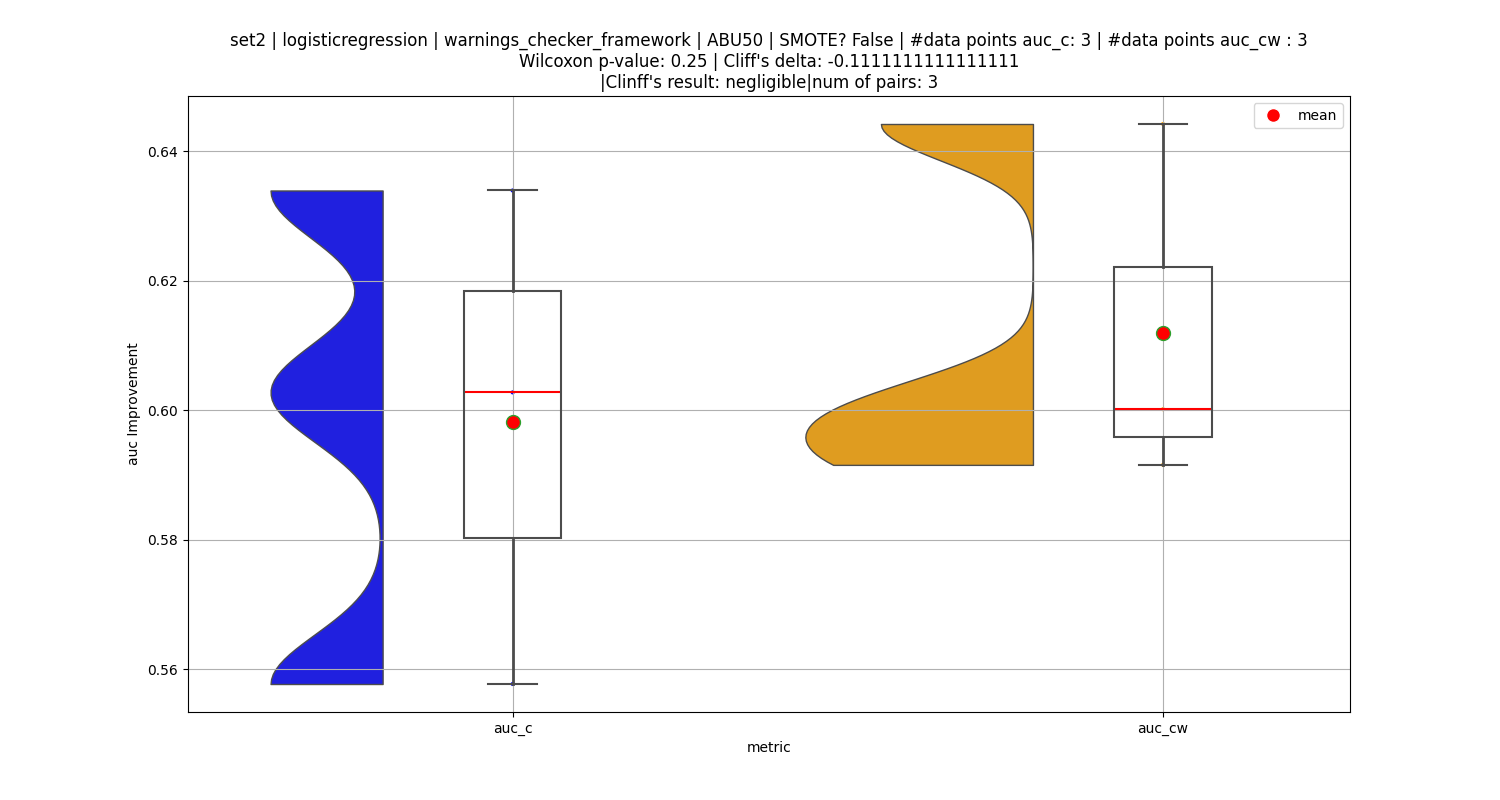 set2 | logisticregression | warnings_checker_framework | ABU50 | SMOTE? False | #data points auc_c: 3 | #data points auc_cw : 3
Wilcoxon p-value: 0.25 | Cliff's delta: -0.1111111111111111
|Clinff's result: negligible|num of pairs: 3
mean
0.64
0.62
0.60
0.58
0.56
auc Improvement
auc_c
auc_cw
metric